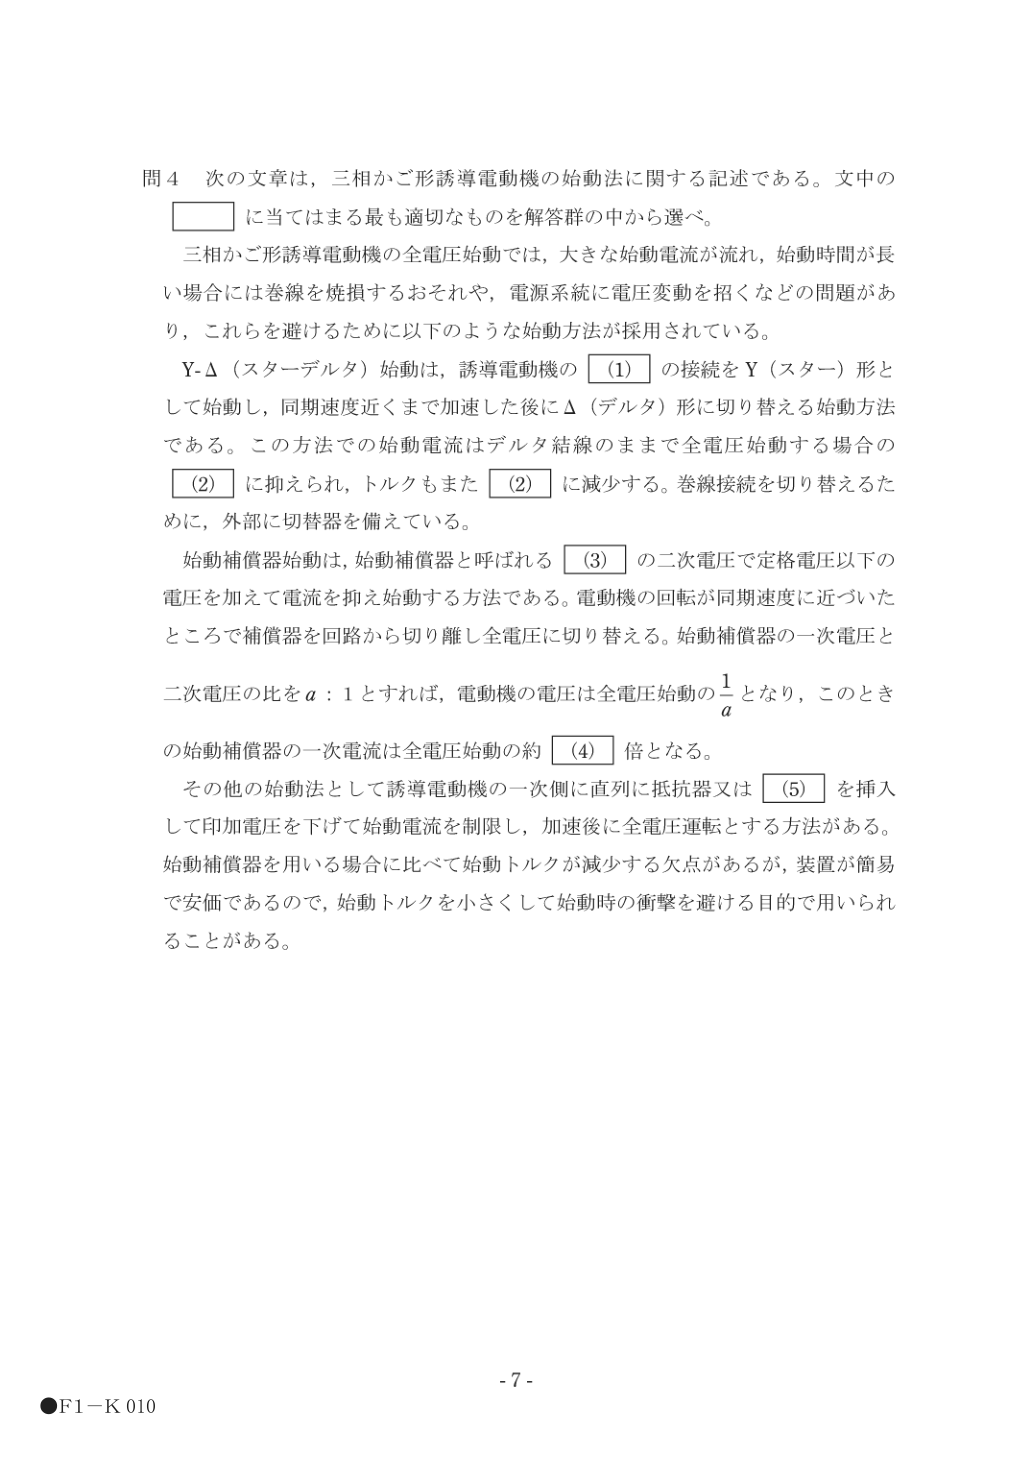 問４　次の文章は，三相かご形誘導電動機の始動法に関する記述である。文中の
に当てはまる最も適切なものを解答群の中から選べ。
三相かご形誘導電動機の全電圧始動では，大きな始動電流が流れ，始動時間が長
い場合には巻線を焼損するおそれや，電源系統に電圧変動を招くなどの問題があ
り，これらを避けるために以下のような始動方法が採用されている。
Y-Δ（スターデルタ）始動は，誘導電動機の (1) の接続を Y（スター）形と
して始動し，同期速度近くまで加速した後にΔ（デルタ）形に切り替える始動方法
である。この方法での始動電流はデルタ結線のままで全電圧始動する場合の
(2) に抑えられ，トルクもまた (2) に減少する。巻線接続を切り替えるた
めに，外部に切替器を備えている。
始動補償器始動は，始動補償器と呼ばれる (3) の二次電圧で定格電圧以下の
電圧を加えて電流を抑え始動する方法である。電動機の回転が同期速度に近づいた
ところで補償器を回路から切り離し全電圧に切り替える。始動補償器の一次電圧と
二次電圧の比を a：1 とすれば，電動機の電圧は全電圧始動の 1/a となり，このとき
の始動補償器の一次電流は全電圧始動の約 (4) 倍となる。
その他の始動法として誘導電動機の一次側に直列に抵抗器又は (5) を挿入
して印加電圧を下げて始動電流を制限し，加速後に全電圧運転とする方法がある。
始動補償器を用いる場合に比べて始動トルクが減少する欠点があるが，装置が簡易
で安価であるので，始動トルクを小さくして始動時の衝撃を避ける目的で用いられ
ることがある。
- 7 -
●F1－K 010